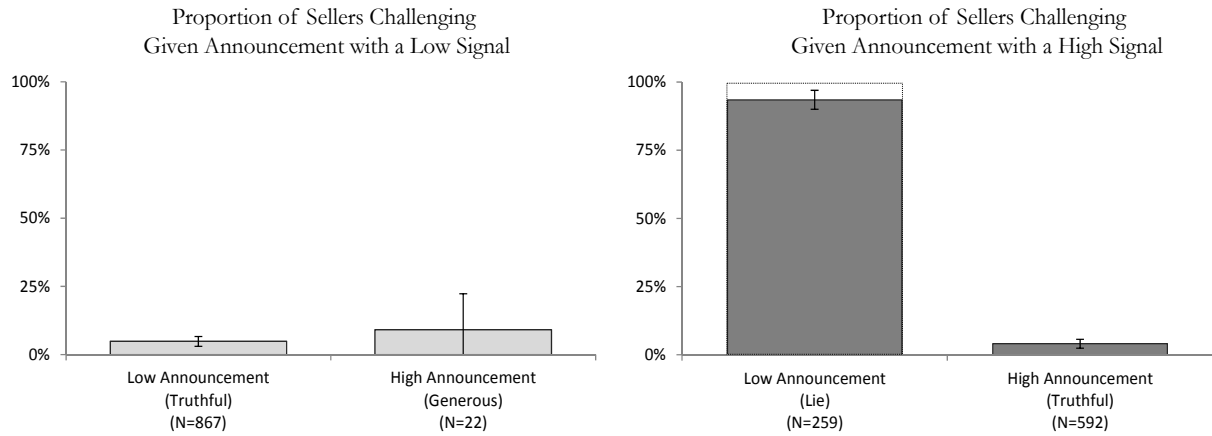 Proportion of Sellers Challenging
Given Announcement with a Low Signal
100%
75%
50%
25%
0%
Low Announcement
(Truthful)
(N=867)
High Announcement
(Generous)
(N=22)
Proportion of Sellers Challenging
Given Announcement with a High Signal
100%
75%
50%
25%
0%
Low Announcement
(Lie)
(N=259)
High Announcement
(Truthful)
(N=592)